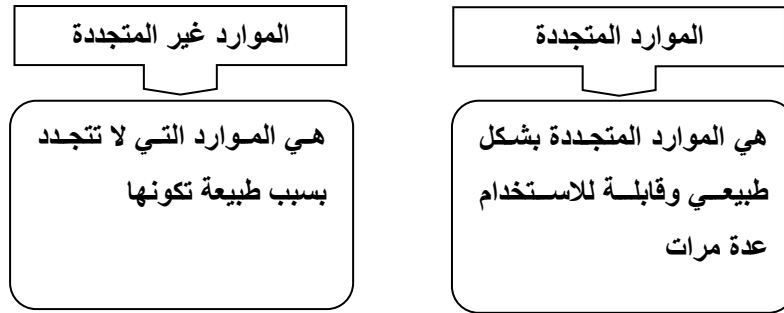 الموارد المتجددة
هي الموارد المتجددة بشكل
طبيعي وقابلة للاستخدام
عدة مرات
الموارد غير المتجددة
هي الموارد التي لا تتجدد
بسبب طبيعة تكونها